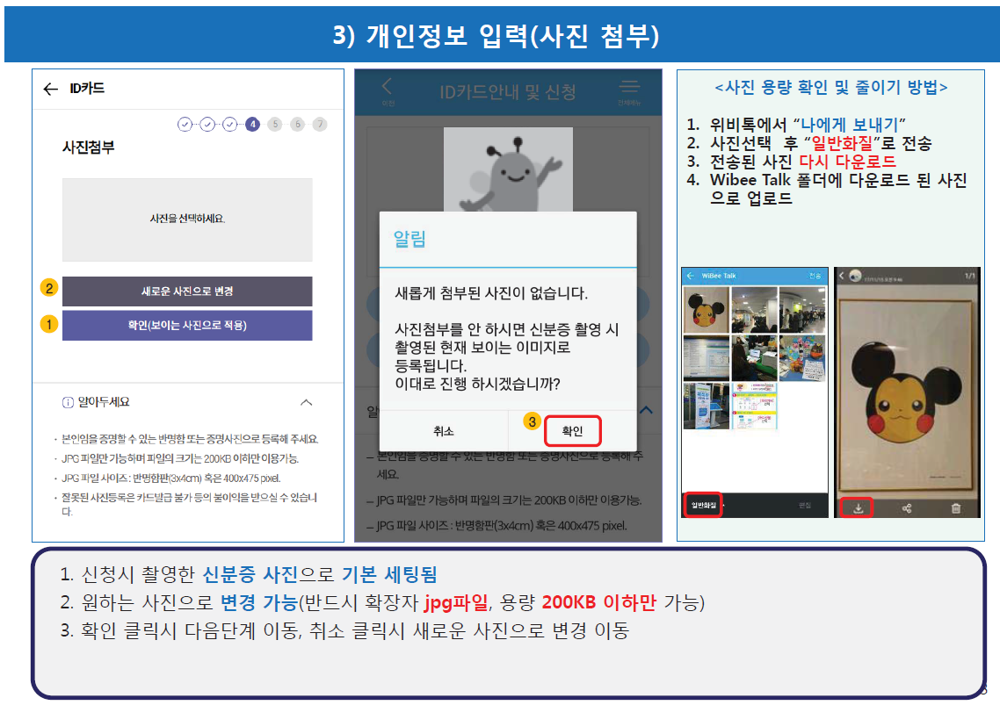 3) 개인정보 입력(사진 첨부)
ID카드
4 5 6 7
사진첨부
사진을 선택하세요.
2
새로운 사진으로 변경
1
확인(보이는 사진으로 적용)
알아두세요
· 본인임을 증명할 수 있는 반명함 또는 증명사진으로 등록해 주세요.
· JPG 파일만 가능하며 파일의 크기는 200KB 이하만 이용가능.
· JPG 파일 사이즈 : 반명함판(3x4cm) 혹은 400x475 pixel.
· 잘못된 사진등록은 카드발급 불가 등의 불이익을 받으실 수 있습니
다.
이전
ID카드안내 및 신청
전체메뉴
알림
새롭게 첨부된 사진이 없습니다.
사진첨부를 안 하시면 신분증 촬영 시
촬영된 현재 보이는 이미지로
등록됩니다.
이대로 진행 하시겠습니까?
취소
3
확인
– 본인임을 증명할 수 있는 반명함 또는 증명사진으로 등록해 주
세요.
– JPG 파일만 가능하며 파일의 크기는 200KB 이하만 이용가능.
– JPG 파일 사이즈 : 반명함판(3x4cm) 혹은 400x475 pixel.
<사진 용량 확인 및 줄이기 방법>
1. 위비톡에서 “나에게 보내기”
2. 사진선택 후 “일반화질”로 전송
3. 전송된 사진 다시 다운로드
4. Wibee Talk 폴더에 다운로드 된 사진
으로 업로드
WiBee Talk
전송
일반화질
편집
1/1
1. 신청시 촬영한 신분증 사진으로 기본 세팅됨
2. 원하는 사진으로 변경 가능(반드시 확장자 jpg파일, 용량 200KB 이하만 가능)
3. 확인 클릭시 다음단계 이동, 취소 클릭시 새로운 사진으로 변경 이동